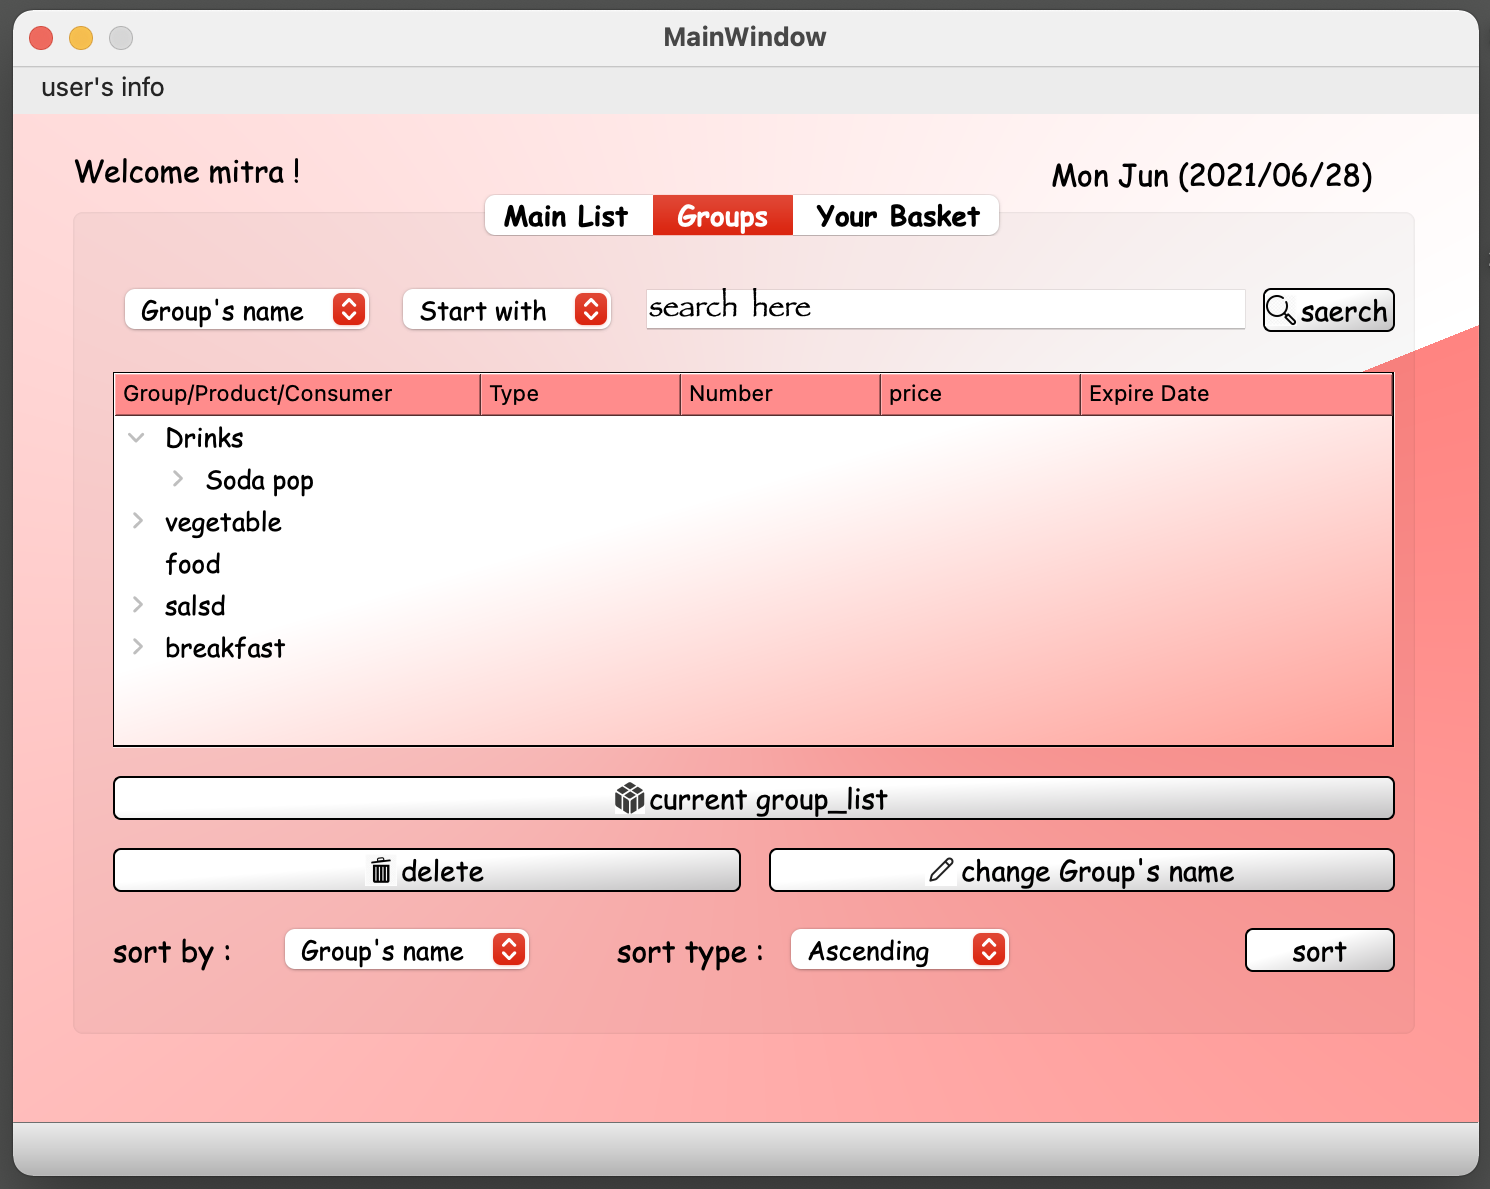 MainWindow
user's info
Welcome mitra !
Mon Jun (2021/06/28)
Main List Groups Your Basket
Group's name Start with search here saerch
Group/Product/Consumer Type Number price Expire Date
Drinks
Soda pop
vegetable
food
salsd
breakfast
current group_list
delete change Group's name
sort by : Group's name sort type : Ascending sort